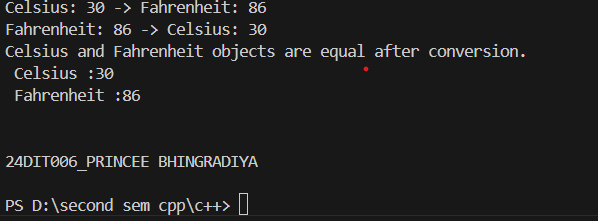 Celsius: 30 -> Fahrenheit: 86
Fahrenheit: 86 -> Celsius: 30
Celsius and Fahrenheit objects are equal after conversion.
 Celsius :30
 Fahrenheit :86
24DIT006_PRINCEE BHINGRADIYA
PS D:\second sem cpp\c++>